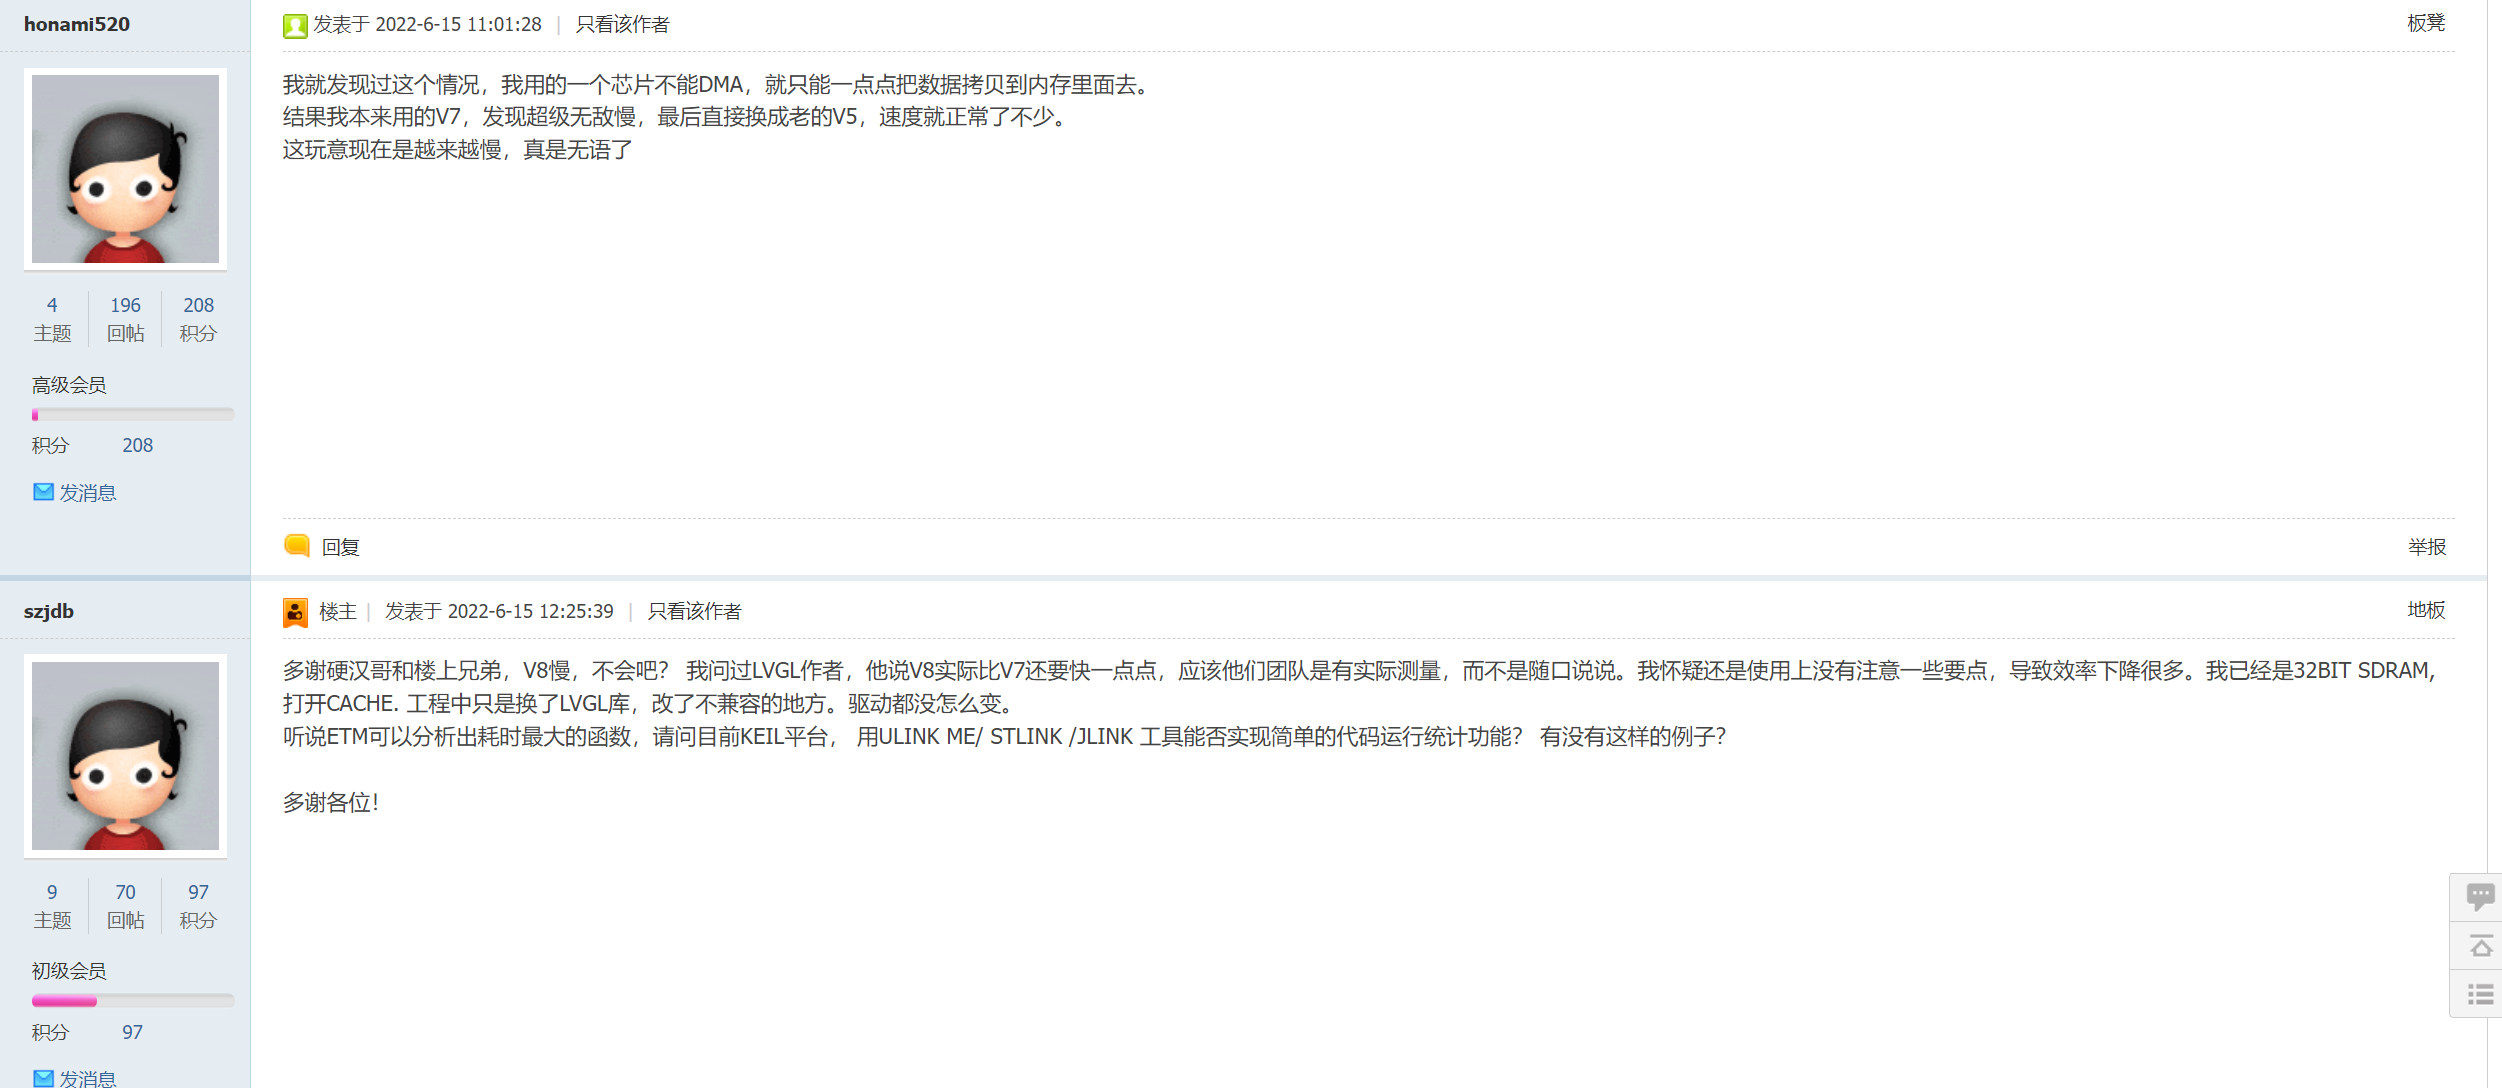 honami520
发表于 2022-6-15 11:01:28 | 只看该作者
板凳
我就发现过这个情况，我用的一个芯片不能DMA，就只能一点点把数据拷贝到内存里面去。
结果我本来用的V7，发现超级无敌慢，最后直接换成老的V5，速度就正常了不少。
这玩意现在是越来越慢，真是无语了
4 196 208
主题 回帖 积分
高级会员
积分 208
发消息
回复
举报
szjdb
楼主 | 发表于 2022-6-15 12:25:39 | 只看该作者
地板
多谢硬汉哥和楼上兄弟，V8慢，不会吧？ 我问过LVGL作者，他说V8实际比V7还要快一点点，应该他们团队是有实际测量，而不是随口说说。我怀疑还是使用上没有注意一些要点，导致效率下降很多。我已经是32BIT SDRAM,
打开CACHE. 工程中只是换了LVGL库，改了不兼容的地方。驱动都没怎么变。
听说ETM可以分析出耗时最大的函数，请问目前KEIL平台， 用ULINK ME/ STLINK /JLINK 工具能否实现简单的代码运行统计功能？ 有没有这样的例子？
多谢各位！
9 70 97
主题 回帖 积分
初级会员
积分 97
发消息